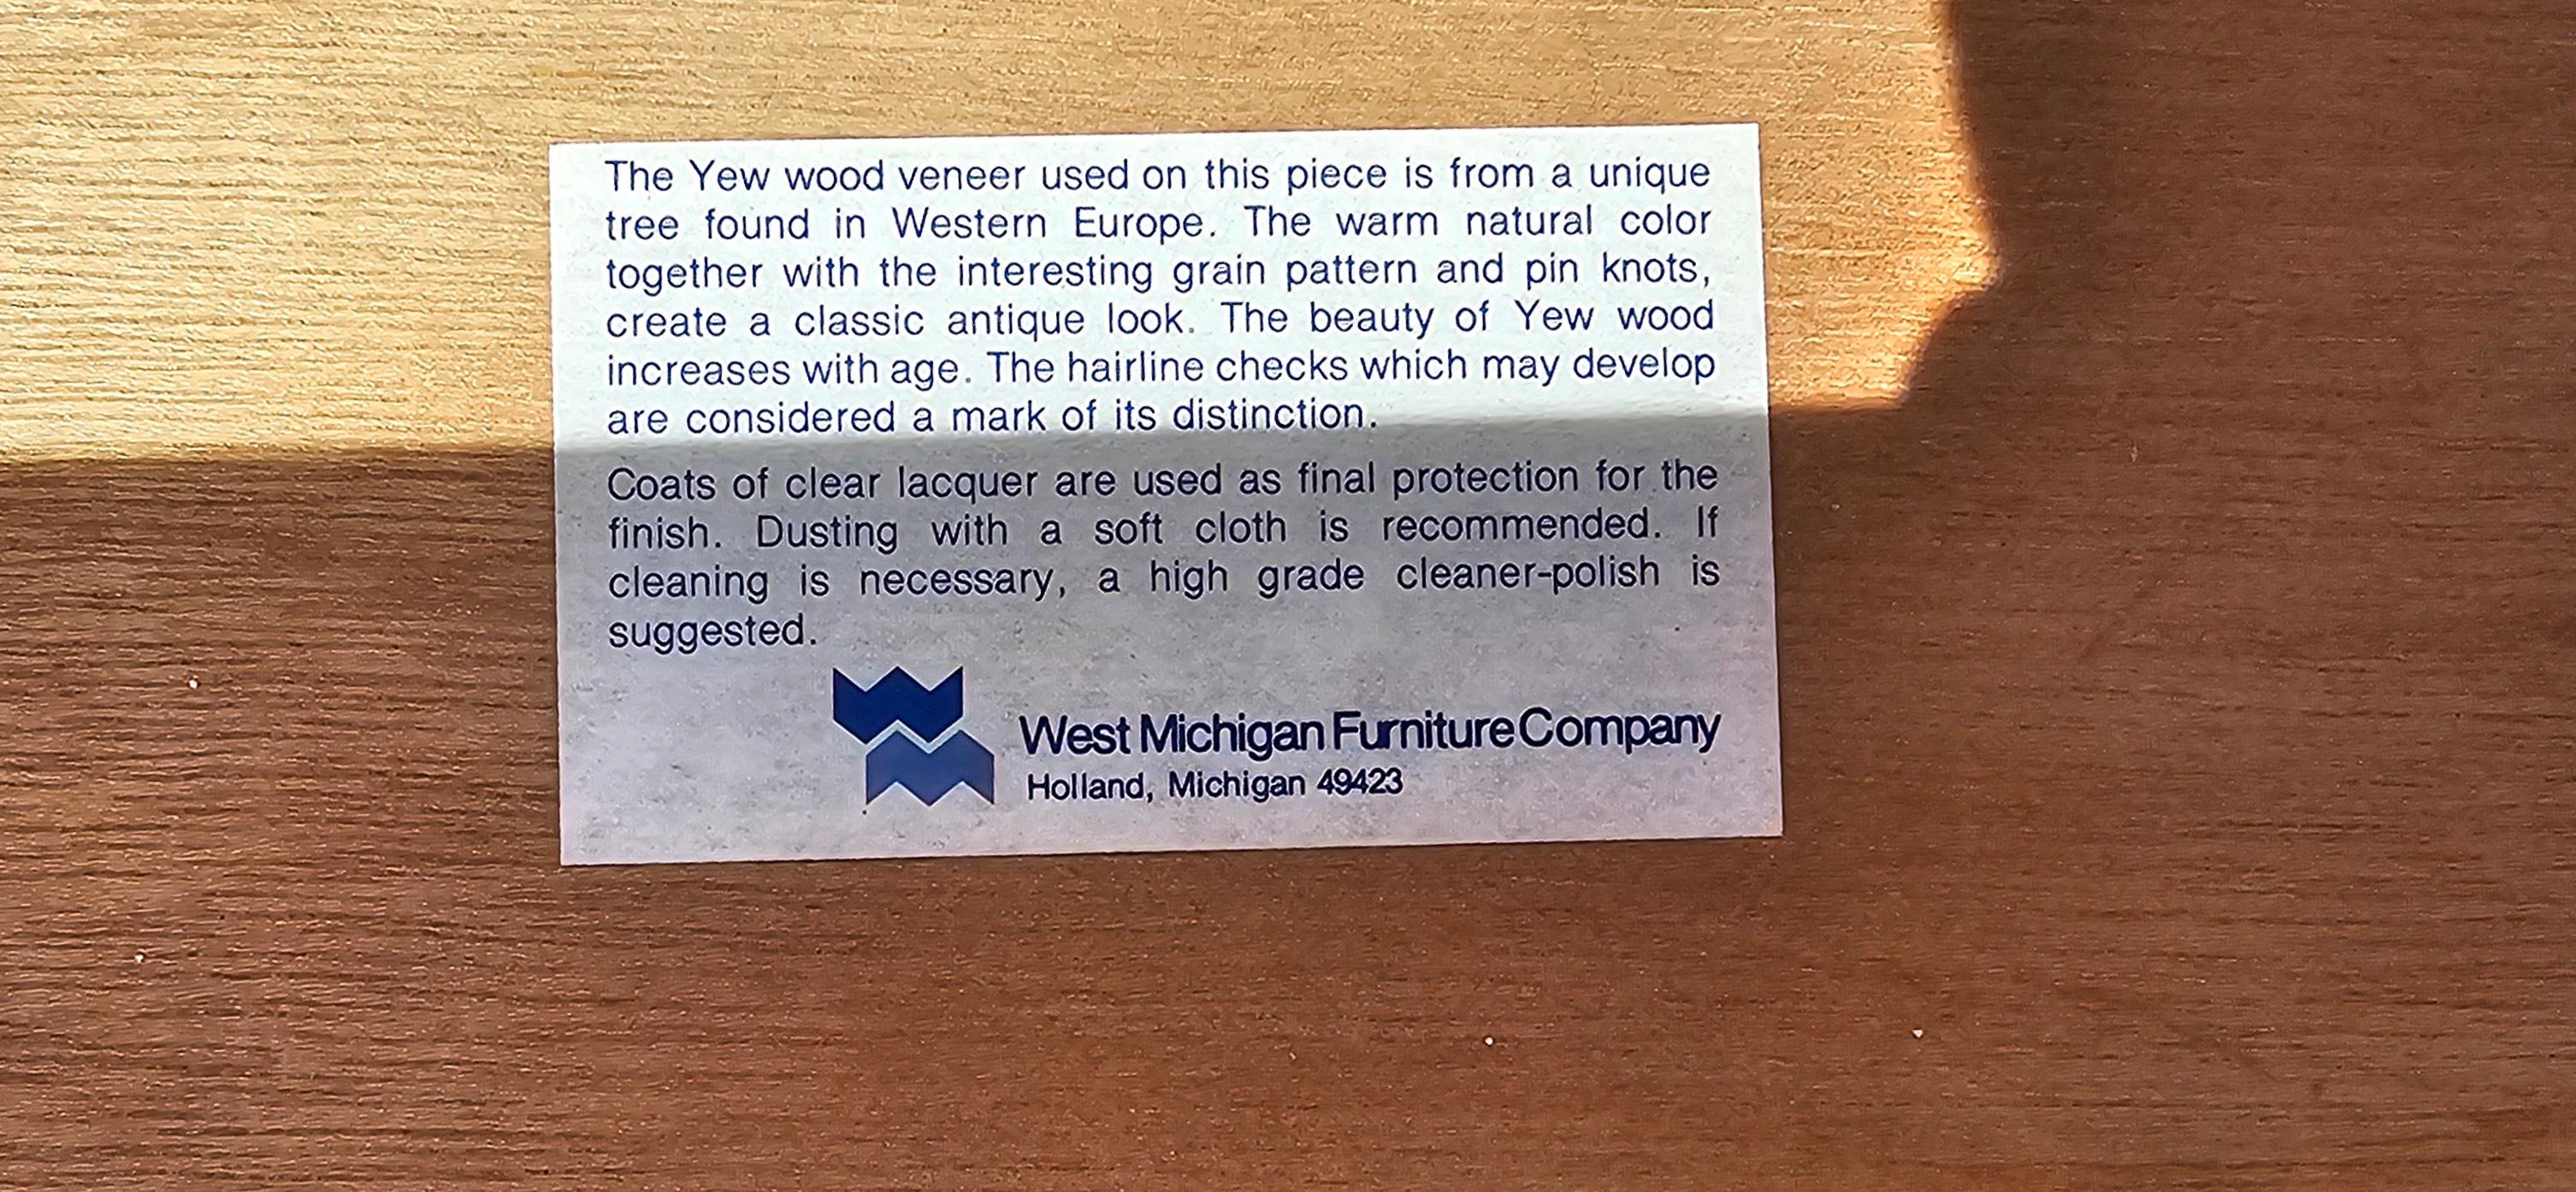 The Yew wood veneer used on this piece is from a unique
tree found in Western Europe. The warm natural color
together with the interesting grain pattern and pin knots,
create a classic antique look. The beauty of Yew wood
increases with age. The hairline checks which may develop
are considered a mark of its distinction.
Coats of clear lacquer are used as final protection for the
finish. Dusting with a soft cloth is recommended. If
cleaning is necessary, a high grade cleaner-polish is
suggested.
West Michigan Furniture Company
Holland, Michigan 49423